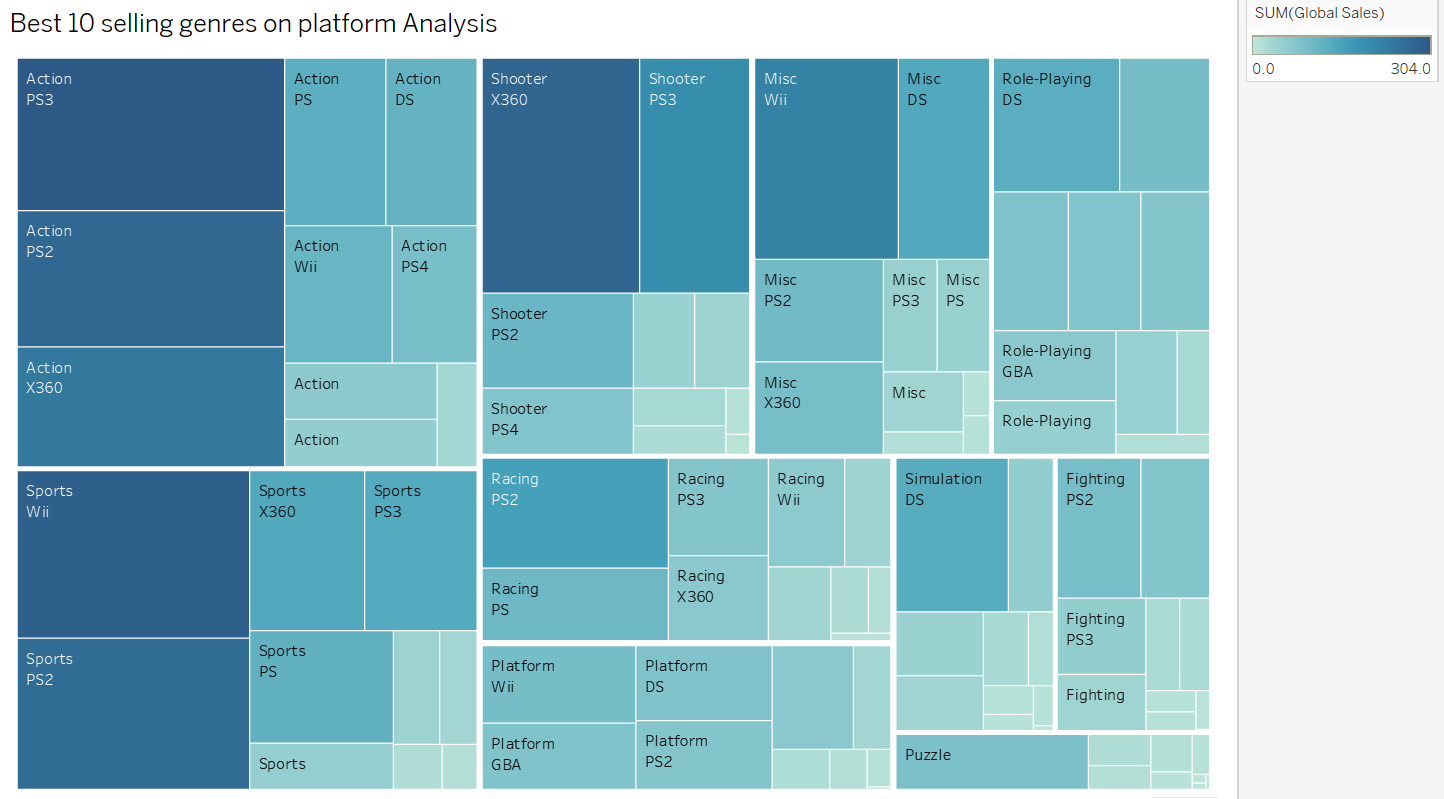 Best 10 selling genres on platform Analysis
SUM(Global Sales)
0.0
304.0
Action
PS3
Action
PS
Action
DS
Action
PS2
Action
Wii
Action
PS4
Action
X360
Action
Action
Shooter
X360
Shooter
PS3
Shooter
PS2
Shooter
PS4
Misc
Wii
Misc
DS
Misc
PS2
Misc
PS3
Misc
PS
Misc
X360
Misc
Role-Playing
DS
Role-Playing
GBA
Role-Playing
Sports
Wii
Sports
X360
Sports
PS3
Sports
PS2
Sports
PS
Sports
Racing
PS2
Racing
PS3
Racing
Wii
Racing
PS
Racing
X360
Platform
Wii
Platform
DS
Platform
GBA
Platform
PS2
Simulation
DS
Fighting
PS2
Fighting
PS3
Fighting
Puzzle